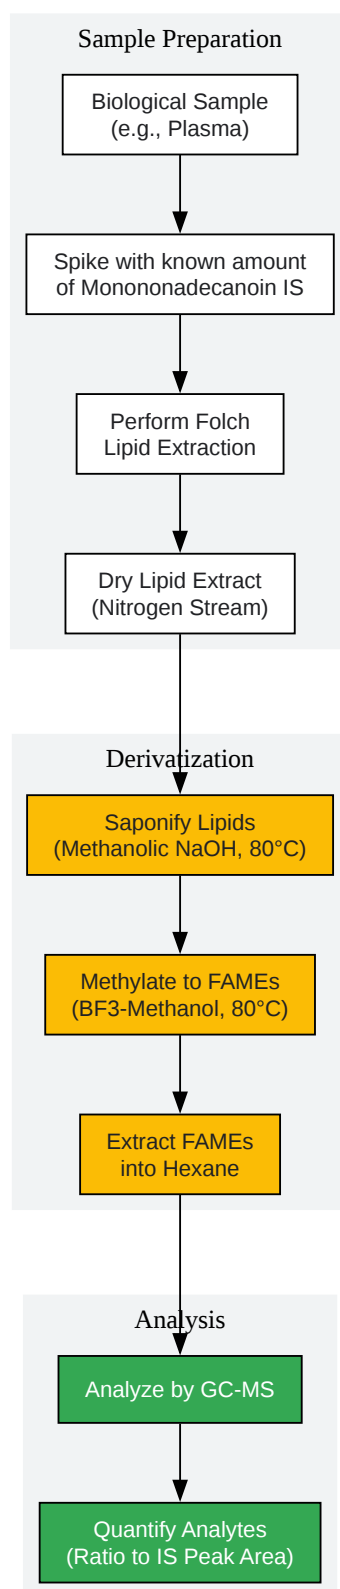 Sample Preparation
Biological Sample
(e.g., Plasma)
Spike with known amount
of Monononadecanoin IS
Perform Folch
Lipid Extraction
Dry Lipid Extract
(Nitrogen Stream)
Derivatization
Saponify Lipids
(Methanolic NaOH, 80°C)
Methylate to FAMEs
(BF3-Methanol, 80°C)
Extract FAMEs
into Hexane
Analysis
Analyze by GC-MS
Quantify Analytes
(Ratio to IS Peak Area)